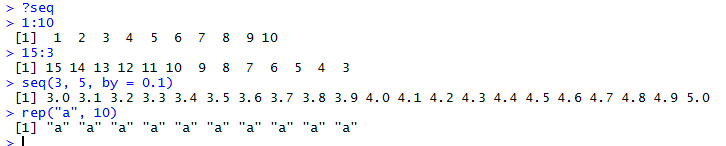 > ?seq
> 1:10
 [1]  1  2  3  4  5  6  7  8  9 10
> 15:3
 [1] 15 14 13 12 11 10  9  8  7  6  5  4  3
> seq(3, 5, by = 0.1)
 [1] 3.0 3.1 3.2 3.3 3.4 3.5 3.6 3.7 3.8 3.9 4.0 4.1 4.2 4.3 4.4 4.5 4.6 4.7 4.8 4.9 5.0
> rep("a", 10)
 [1] "a" "a" "a" "a" "a" "a" "a" "a" "a" "a"
>